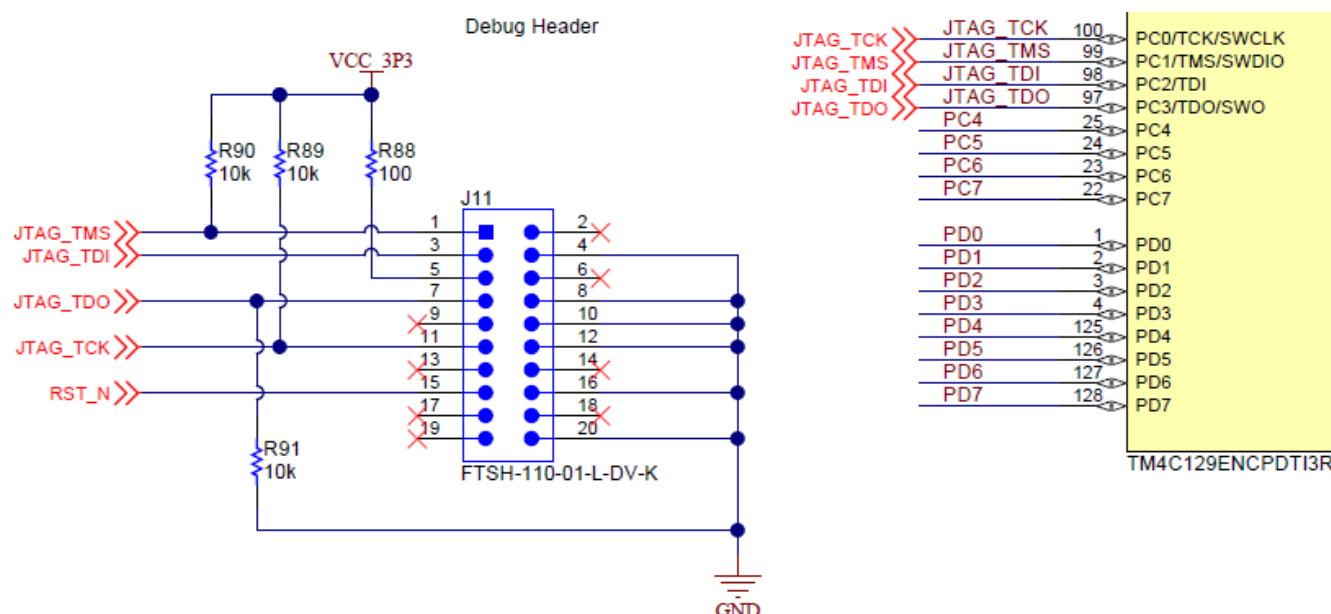 Debug Header
VCC_3P3
R90
10k
R89
10k
R88
100
J11
JTAG_TMS
JTAG_TDI
JTAG_TDO
JTAG_TCK
RST_N
1 2
3 4
5 6
7 8
9 10
11 12
13 14
15 16
17 18
19 20
R91
10k
FTSH-110-01-L-DV-K
GND
JTAG_TCK JTAG_TCK 100 PC0/TCK/SWCLK
JTAG_TMS JTAG_TMS 99 PC1/TMS/SWDIO
JTAG_TDI JTAG_TDI 98 PC2/TDI
JTAG_TDO JTAG_TDO 97 PC3/TDO/SWO
PC4 25 PC4
PC5 24 PC5
PC6 23 PC6
PC7 22 PC7
PD0 1 PD0
PD1 2 PD1
PD2 3 PD2
PD3 4 PD3
PD4 125 PD4
PD5 126 PD5
PD6 127 PD6
PD7 128 PD7
TM4C129ENCPDTI3R